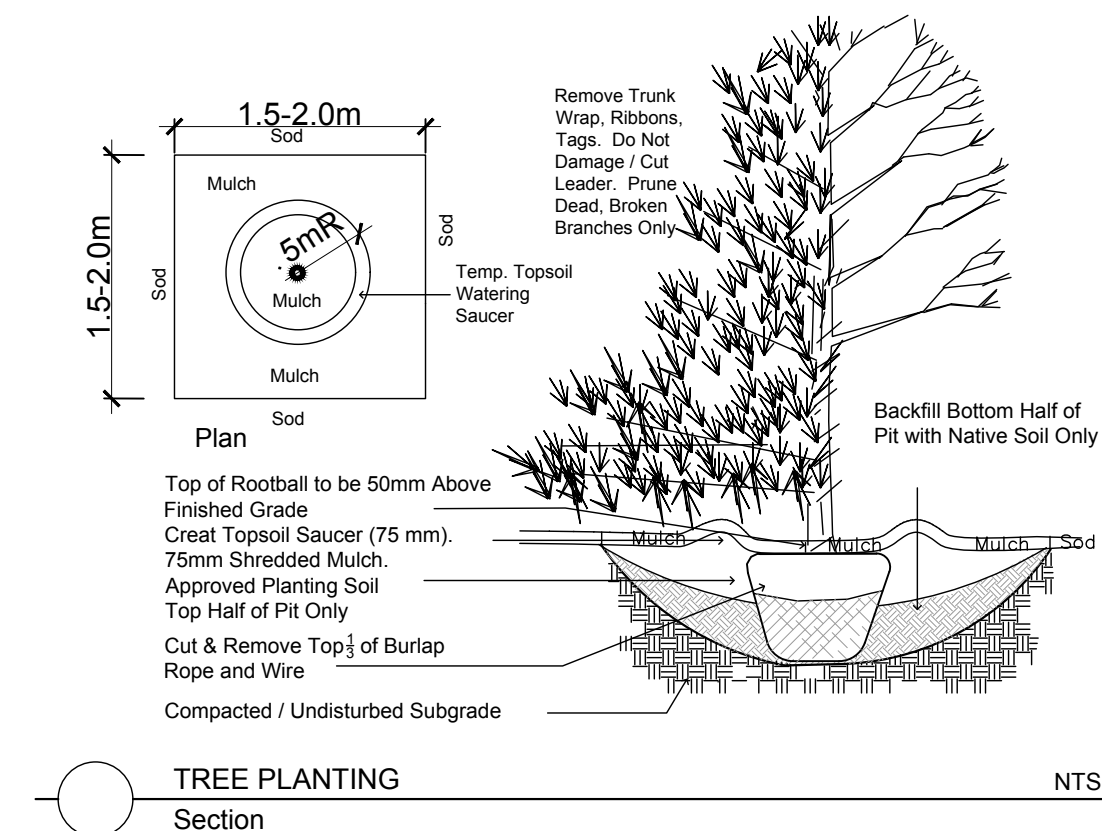 1.5-2.0m
Sod
Mulch
.5mR
Mulch
Mulch
Sod
Sod
1.5-2.0m
Sod
Plan
Temp. Topsoil
Watering
Saucer
Remove Trunk
Wrap, Ribbons,
Tags. Do Not
Damage / Cut
Leader. Prune
Dead, Broken
Branches Only
Backfill Bottom Half of
Pit with Native Soil Only
Top of Rootball to be 50mm Above
Finished Grade
Creat Topsoil Saucer (75 mm).
75mm Shredded Mulch.
Approved Planting Soil
Top Half of Pit Only
Cut & Remove Top 1/3 of Burlap
Rope and Wire
Compacted / Undisturbed Subgrade
Mulch
Mulch
Mulch
Sod
TREE PLANTING
NTS
Section